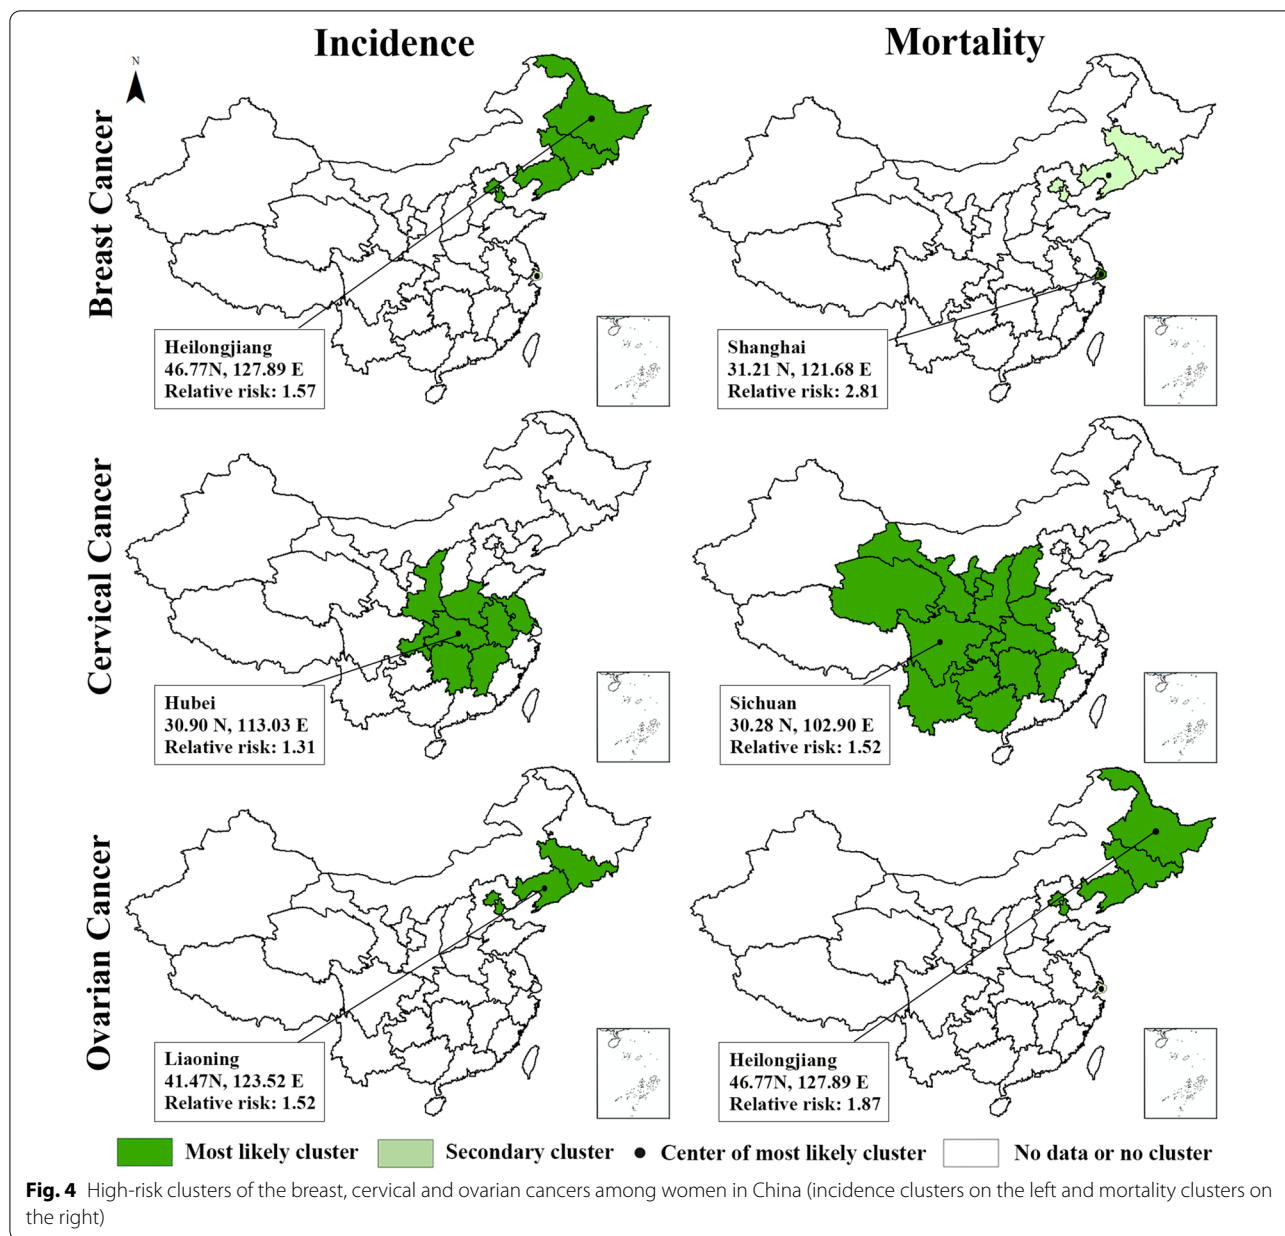 Incidence
Mortality
N
Breast Cancer
Heilongjiang
46.77N, 127.89 E
Relative risk: 1.57
Shanghai
31.21 N, 121.68 E
Relative risk: 2.81
Cervical Cancer
Hubei
30.90 N, 113.03 E
Relative risk: 1.31
Sichuan
30.28 N, 102.90 E
Relative risk: 1.52
Ovarian Cancer
Liaoning
41.47N, 123.52 E
Relative risk: 1.52
Heilongjiang
46.77N, 127.89 E
Relative risk: 1.87
Most likely cluster
Secondary cluster
Center of most likely cluster
No data or no cluster
Fig. 4 High-risk clusters of the breast, cervical and ovarian cancers among women in China (incidence clusters on the left and mortality clusters on
the right)